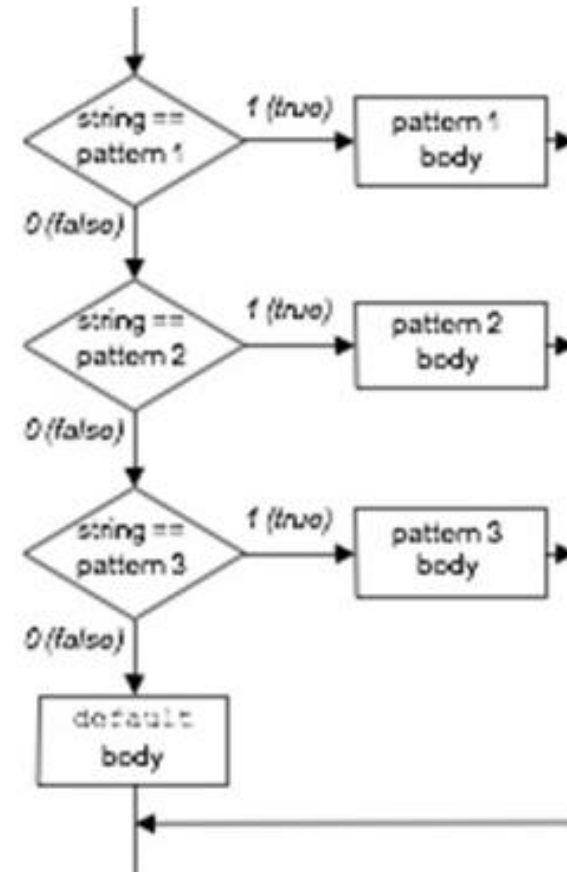 string ==
pattern 1
1 (true)
pattern 1
body
0 (false)
string ==
pattern 2
1 (true)
pattern 2
body
0 (false)
string ==
pattern 3
1 (true)
pattern 3
body
0 (false)
default
body